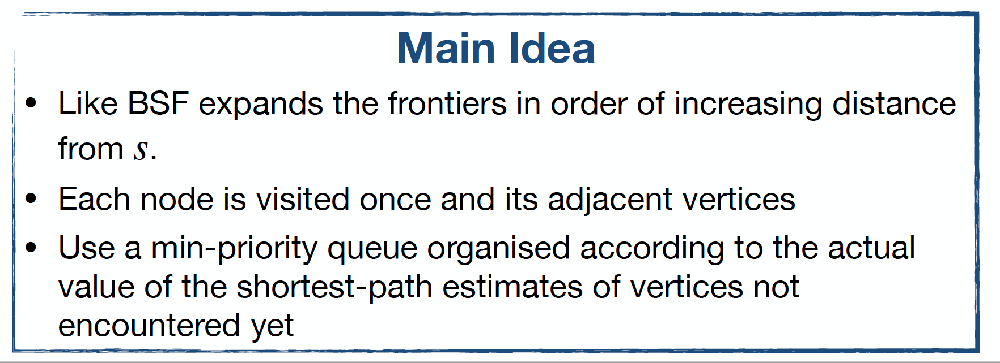 Main Idea
• Like BSF expands the frontiers in order of increasing distance
from s.
• Each node is visited once and its adjacent vertices
• Use a min-priority queue organised according to the actual
value of the shortest-path estimates of vertices not
encountered yet